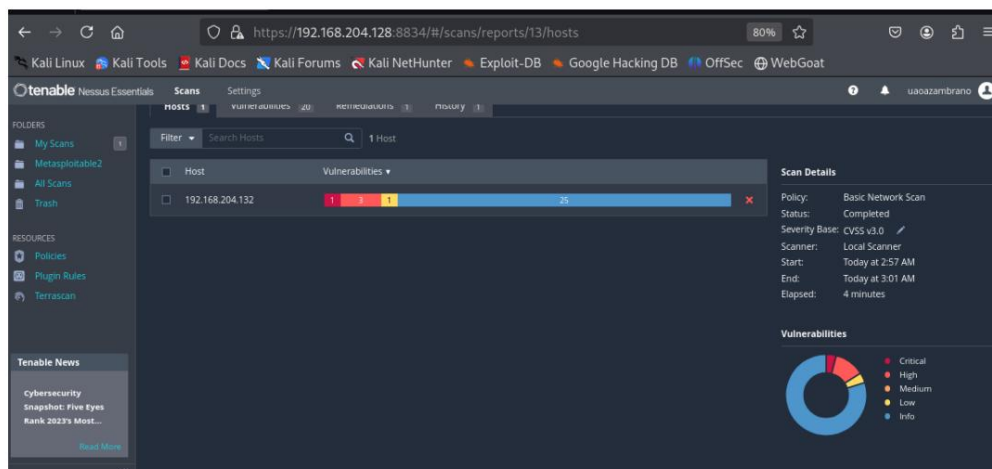 https://192.168.204.128:8834/#/scans/reports/13/hosts 80%
Kali Linux Kali Tools Kali Docs Kali Forums Kali NetHunter Exploit-DB Google Hacking DB OffSec WebGoat
tenable Nessus Essentials Scans Settings uaoazambrano
Hosts 1 Vulnerabilities 20 Remediations 1 History 1
FOLDERS
My Scans 1
Metasploitable2
All Scans
Trash
RESOURCES
Policies
Plugin Rules
Terrascan
Tenable News
Cybersecurity
Snapshot: Five Eyes
Rank 2023's Most...
Read More
Filter Search Hosts 1 Host
Host Vulnerabilities
192.168.204.132 1 3 1 25
Scan Details
Policy: Basic Network Scan
Status: Completed
Severity Base: CVSS v3.0
Scanner: Local Scanner
Start: Today at 2:57 AM
End: Today at 3:01 AM
Elapsed: 4 minutes
Vulnerabilities
Critical
High
Medium
Low
Info